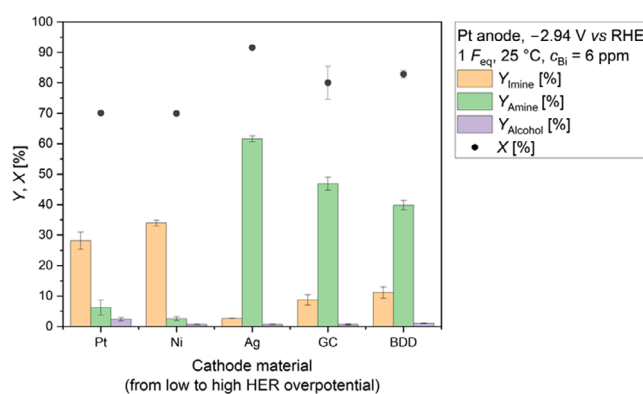 100
90
80
70
60
50
40
30
20
10
0
Y, X [%]
Pt Ni Ag GC BDD
Cathode material
(from low to high HER overpotential)
Pt anode, −2.94 V vs RHE
1 Feq, 25 °C, cBi = 6 ppm
YImine [%]
YAmine [%]
YAlcohol [%]
X [%]